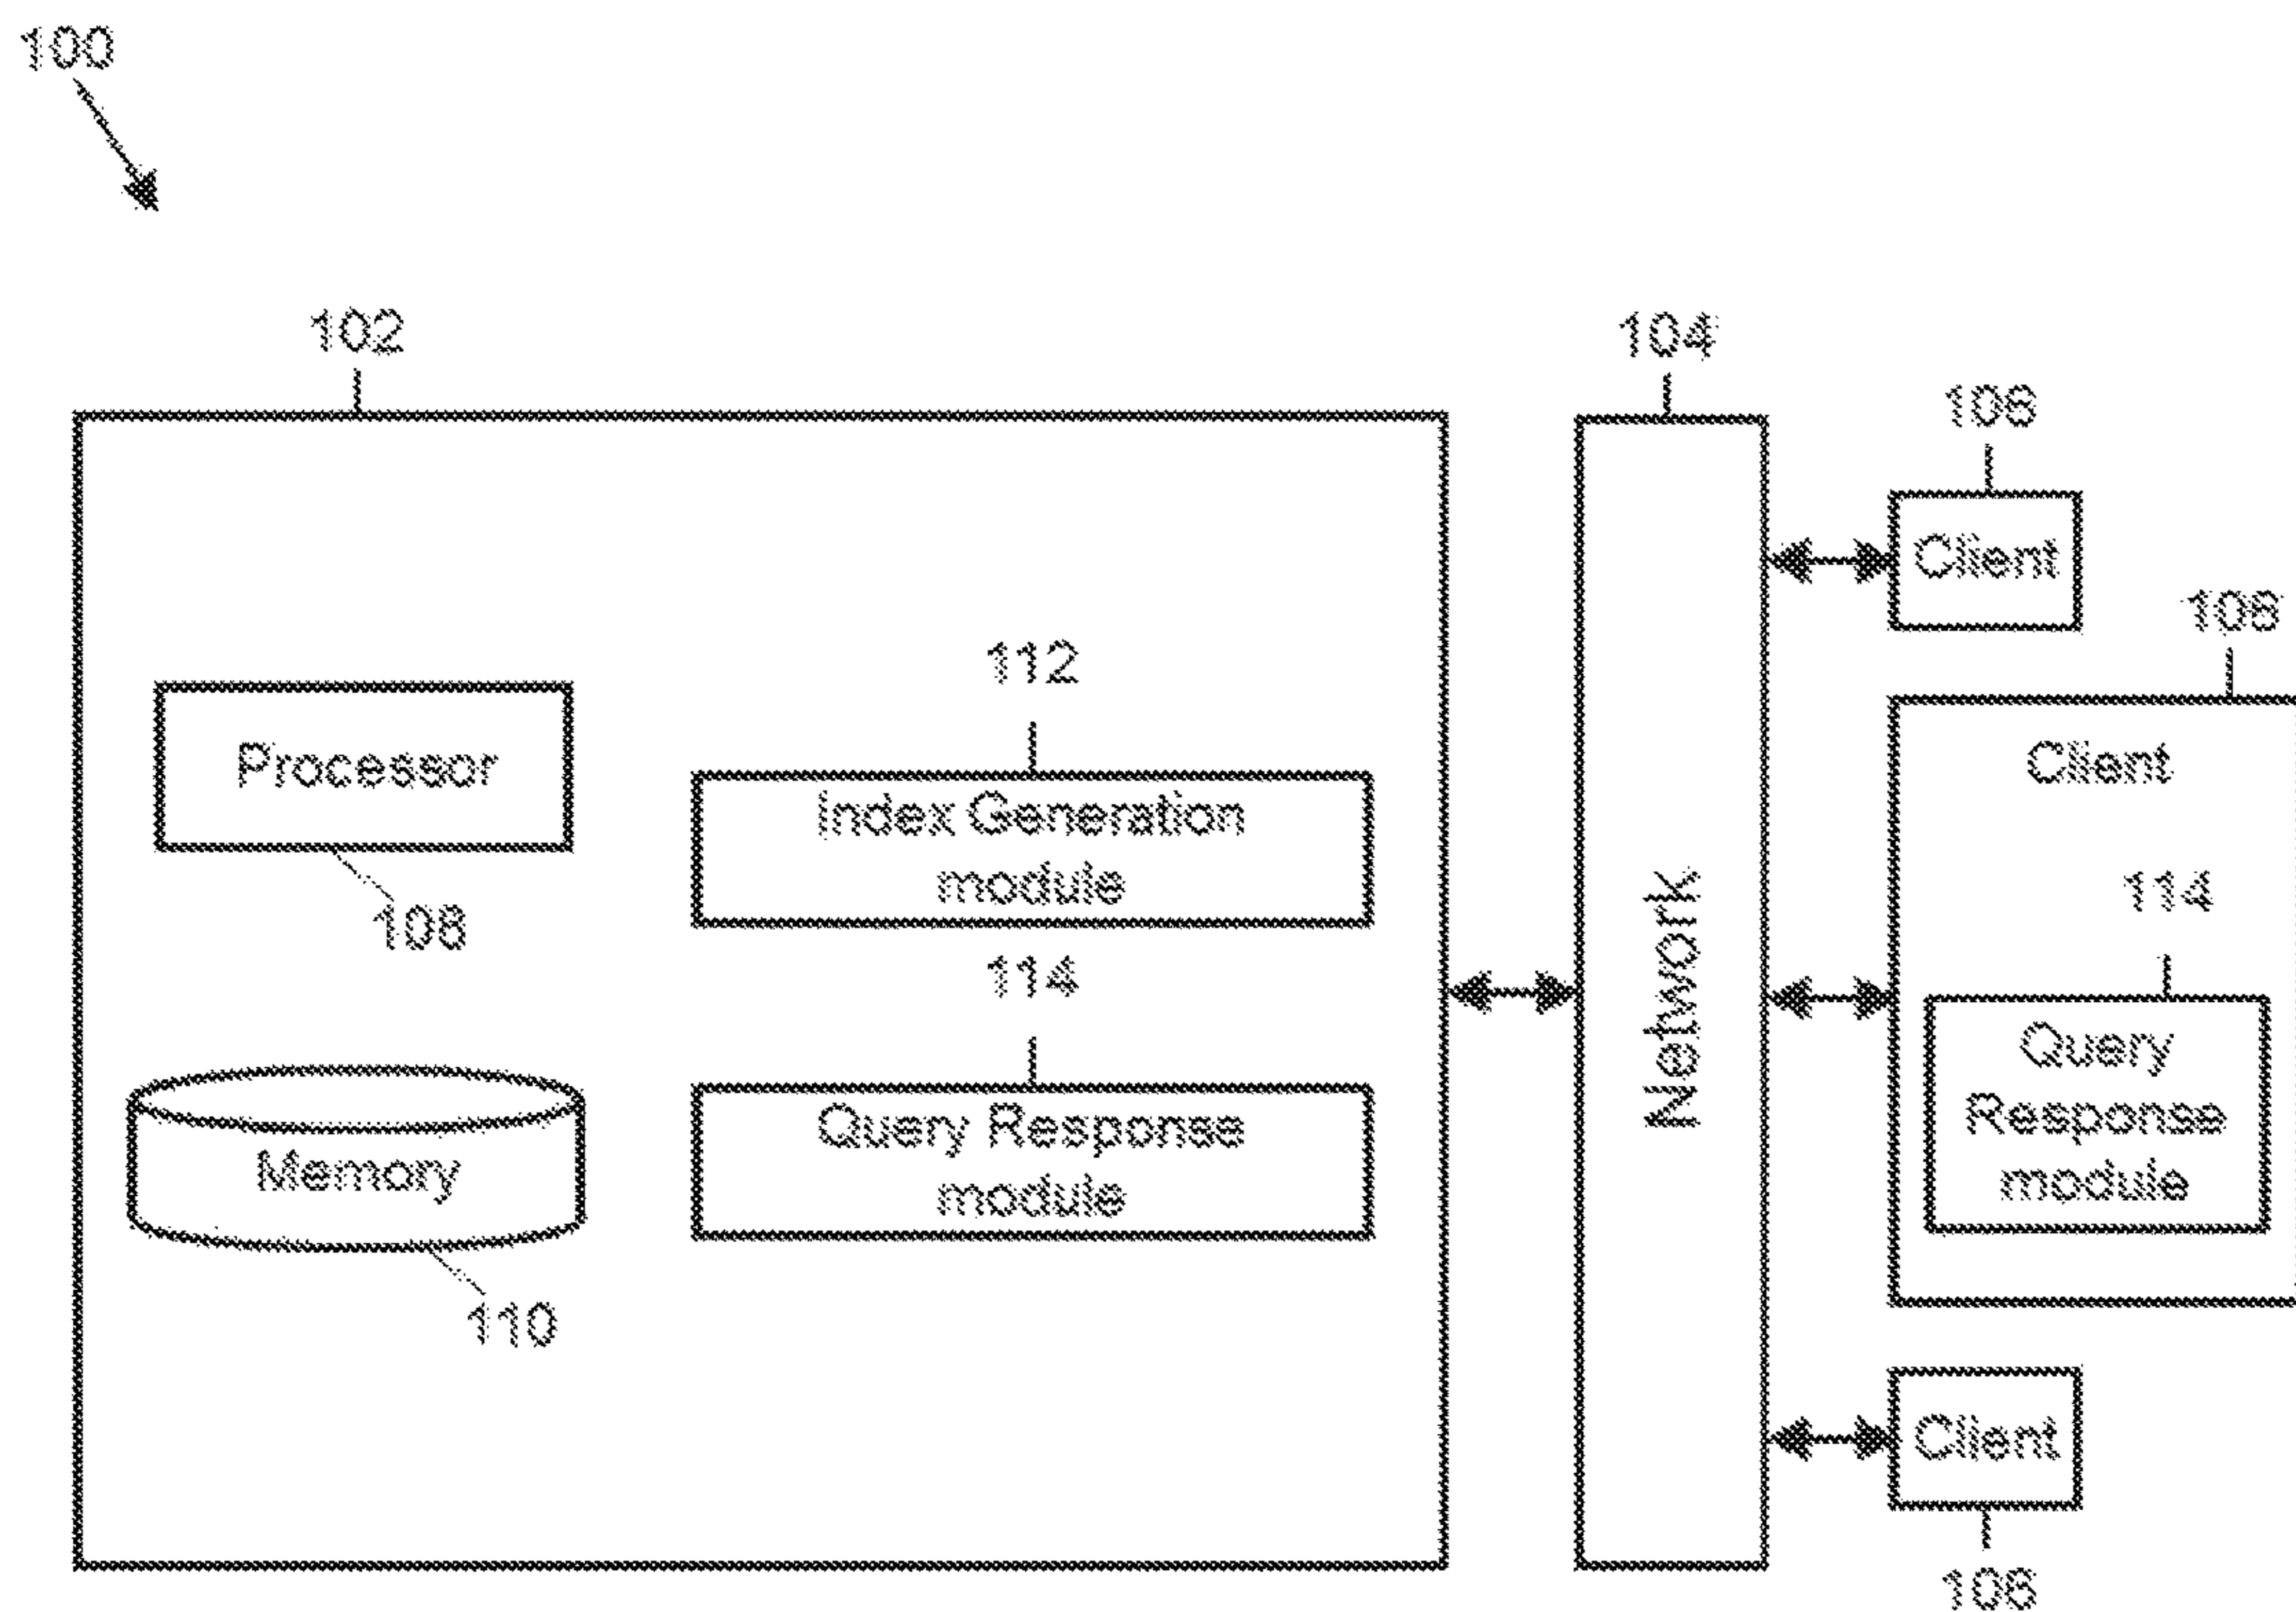 100
102
104
106
Client
106
112
Processor
Index Generation
module
Client
108
114
114
Network
Query
Response
module
Query Response
module
Memory
110
Client
106